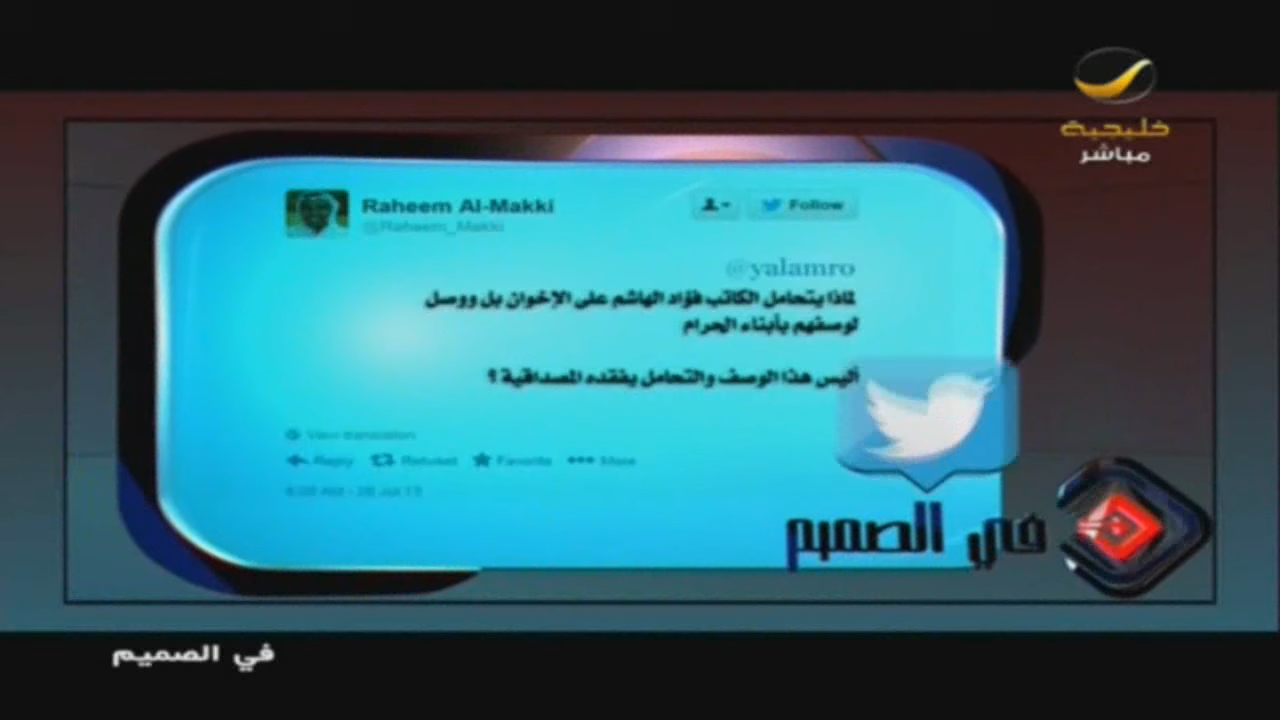 خليجية
مباشر
Raheem Al-Makki
@Raheem_Makki
Follow
@yalamro
لماذا يتحامل الكاتب فؤاد الهاشم على الإخوان بل ووصل
لوصفهم بأبناء الحرام
أليس هذا الوصف والتحامل يفقده المصداقية ؟
View translation
Reply Retweet Favorite More
في الصميم
في الصميم